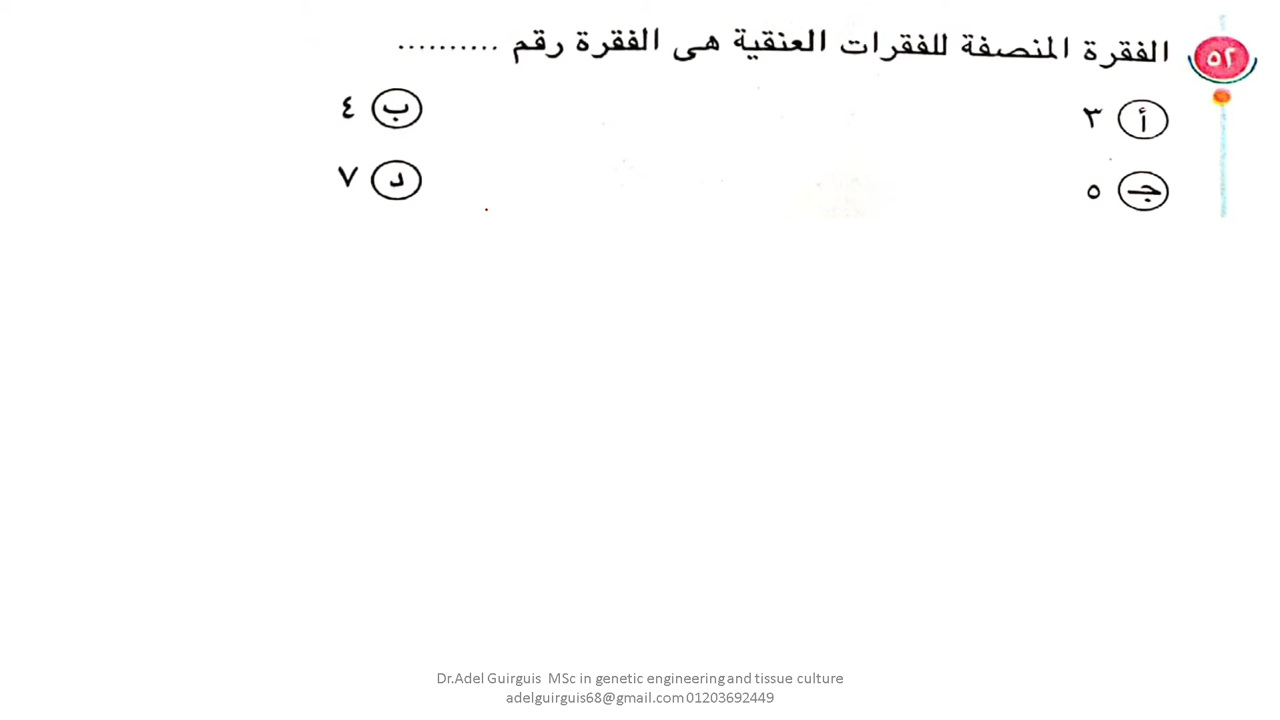 ٥٢ الفقرة المنصفة للفقرات العنقية هى الفقرة رقم ..........
أ ٣
ب ٤
جـ ٥
د ٧
Dr.Adel Guirguis MSc in genetic engineering and tissue culture
adelguirguis68@gmail.com 01203692449